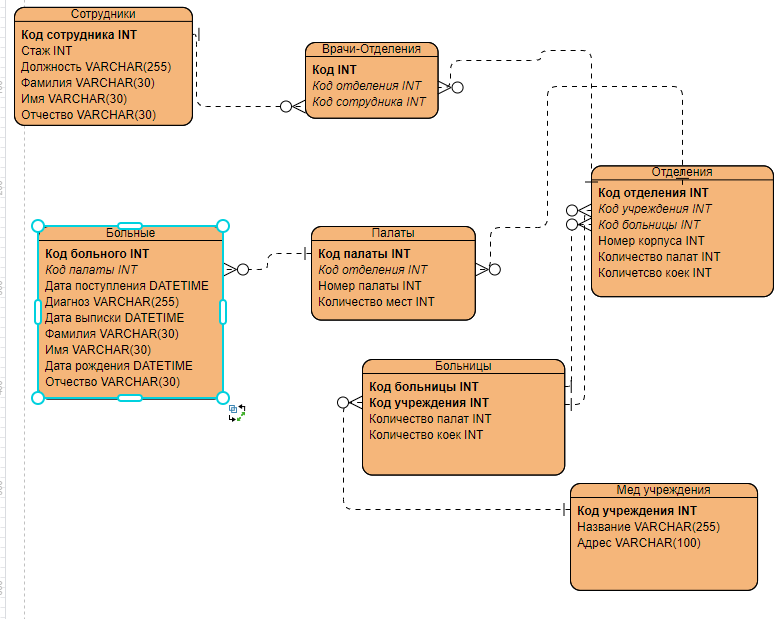 Сотрудники
Код сотрудника INT
Стаж INT
Должность VARCHAR(255)
Фамилия VARCHAR(30)
Имя VARCHAR(30)
Отчество VARCHAR(30)
Врачи-Отделения
Код INT
Код отделения INT
Код сотрудника INT
Отделения
Код отделения INT
Код учреждения INT
Код больницы INT
Номер корпуса INT
Количество палат INT
Количетсво коек INT
Больные
Код больного INT
Код палаты INT
Дата поступления DATETIME
Диагноз VARCHAR(255)
Дата выписки DATETIME
Фамилия VARCHAR(30)
Имя VARCHAR(30)
Дата рождения DATETIME
Отчество VARCHAR(30)
Палаты
Код палаты INT
Код отделения INT
Номер палаты INT
Количество мест INT
Больницы
Код больницы INT
Код учреждения INT
Количество палат INT
Количество коек INT
Мед учреждения
Код учреждения INT
Название VARCHAR(255)
Адрес VARCHAR(100)